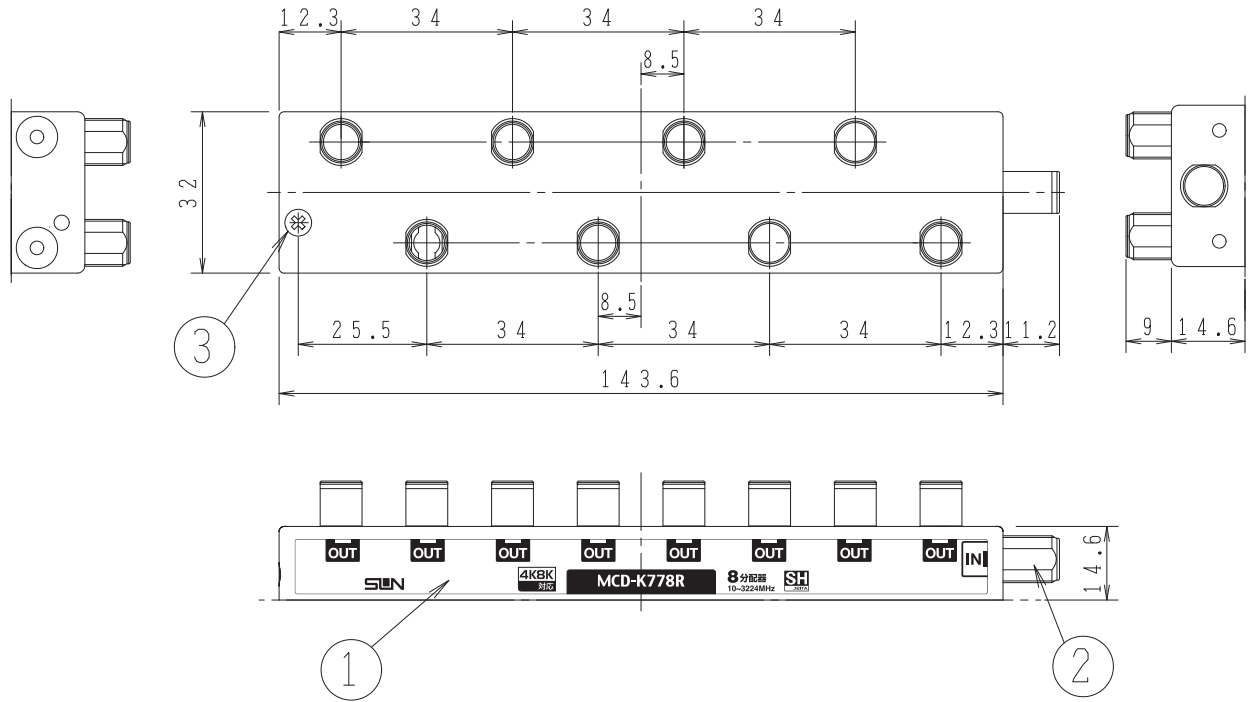 12.3 34 34 34
8.5
32
8.5
25.5 34 34 34 12.3 11.2
9 14.6
143.6
3
OUT OUT OUT OUT OUT OUT OUT OUT
IN
SUN
4K8K
対応
MCD-K778R
8分配器
10~3224MHz
SH
JEITA
14.6
1
2